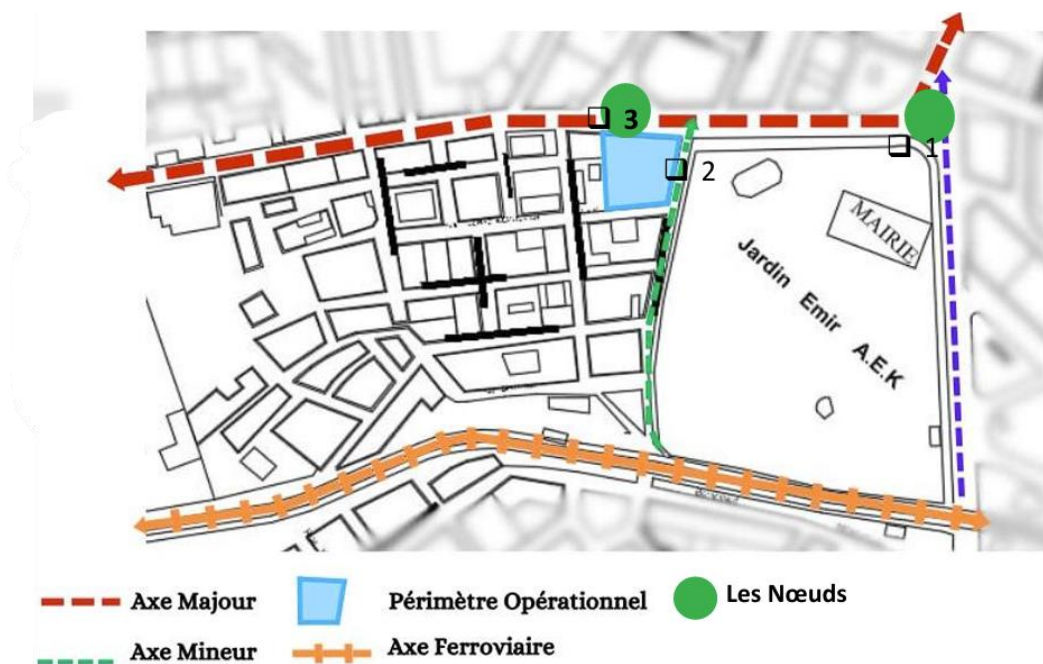 ❑ 3
❑ 1
❑ 2
MAIRIE
Jardin Emir A.E.K
Axe Majour
Périmètre Opérationnel
Les Nœuds
Axe Mineur
Axe Ferroviaire